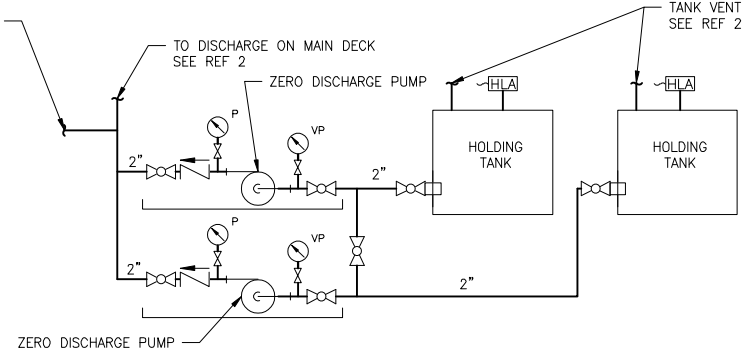 TANK VENT
SEE REF 2
TO DISCHARGE ON MAIN DECK
SEE REF 2
ZERO DISCHARGE PUMP
HLA
HLA
P
VP
HOLDING
TANK
HOLDING
TANK
2"
2"
P
VP
2"
2"
ZERO DISCHARGE PUMP